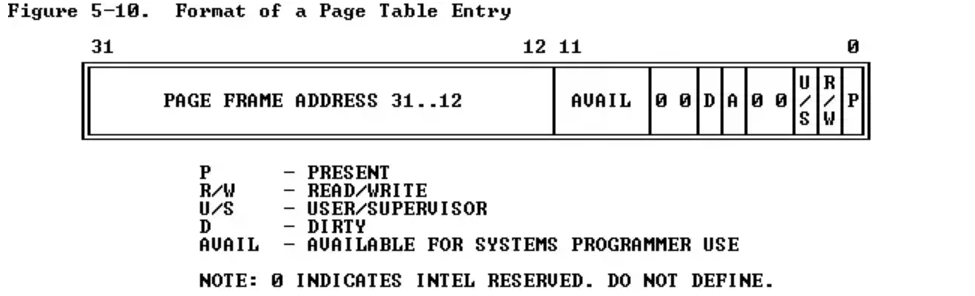 Figure 5-10. Format of a Page Table Entry
31 12 11 0
PAGE FRAME ADDRESS 31..12 AVAIL 0 0 D A 0 0 U/S R/W P
P - PRESENT
R/W - READ/WRITE
U/S - USER/SUPERVISOR
D - DIRTY
AVAIL - AVAILABLE FOR SYSTEMS PROGRAMMER USE
NOTE: 0 INDICATES INTEL RESERVED. DO NOT DEFINE.